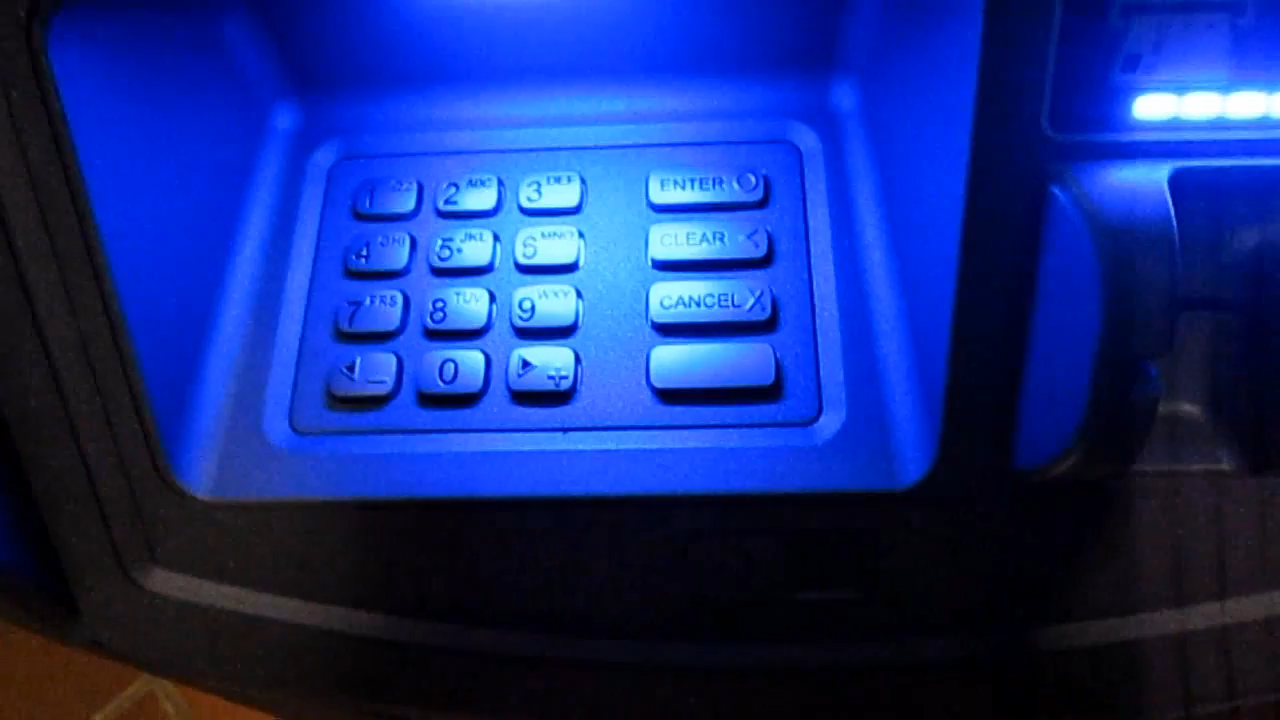 1 QZ 2 ABC 3 DEF ENTER
4 GHI 5 JKL 6 MNO CLEAR <
7 PRS 8 TUV 9 WXY CANCEL X
- 0 +